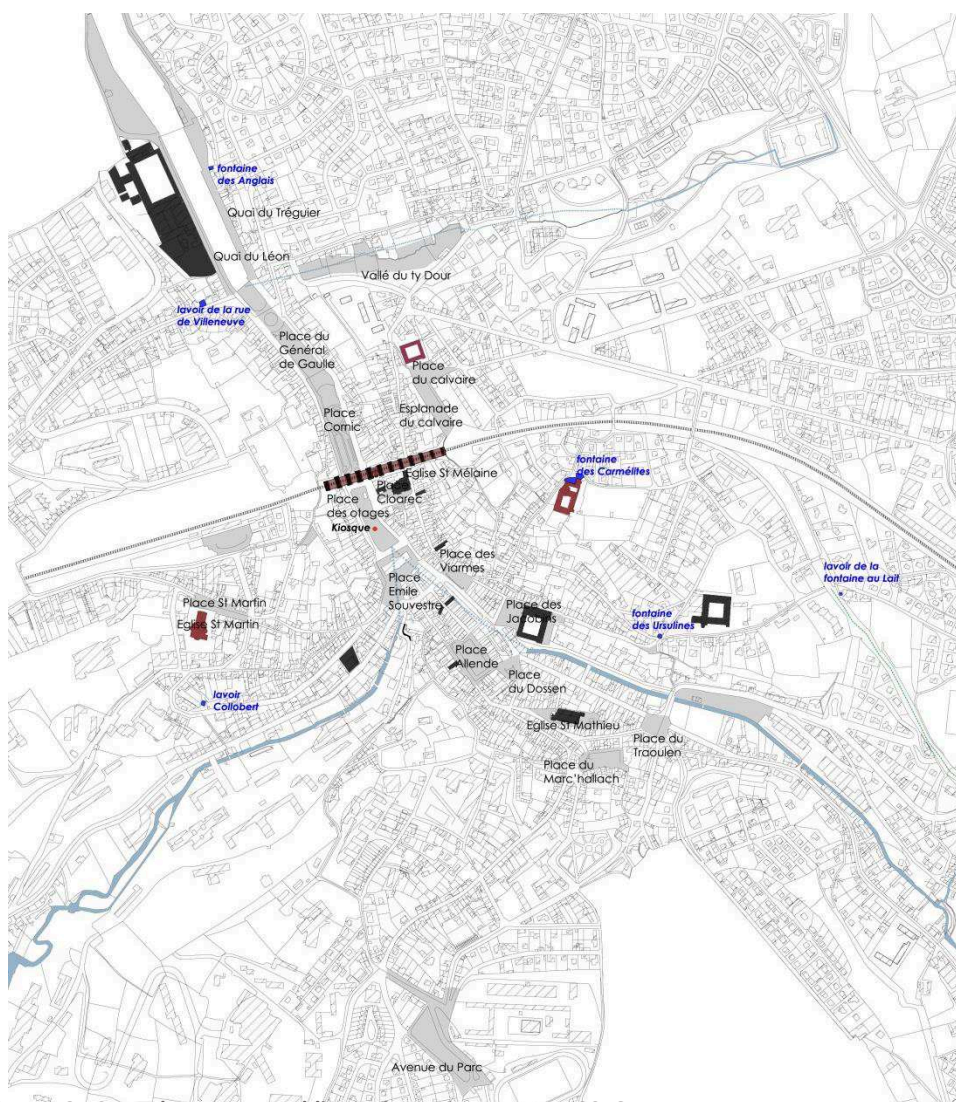 fontaine
des Anglais
Quai du Tréguier
Quai du Léon
Vallé du ty Dour
lavoir de la rue
de Villeneuve
Place du
Général
de Gaulle
Place
du calvaire
Place
Cornic
Esplanade
du calvaire
Eglise St Mélaine
fontaine
des Carmélites
Place
Cloarec
Place
des otages
Kiosque
Place des
Viarmes
Place
Emile
Souvestre
lavoir de la
fontaine au Lait
Place St Martin
Eglise St Martin
Place des
Jacobins
fontaine
des Ursulines
Place
Allende
Place
du Dossen
lavoir
Collobert
Eglise St Mathieu
Place du
Traoulen
Place du
Marc'hallach
Avenue du Parc